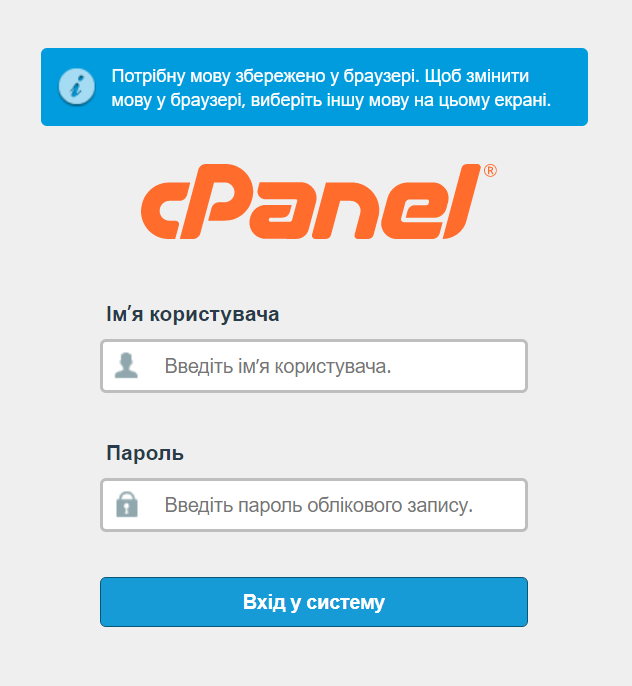 Потрібну мову збережено у браузері. Щоб змінити
мову у браузері, виберіть іншу мову на цьому екрані.
cPanel®
Ім’я користувача
Введіть ім’я користувача.
Пароль
Введіть пароль облікового запису.
Вхід у систему